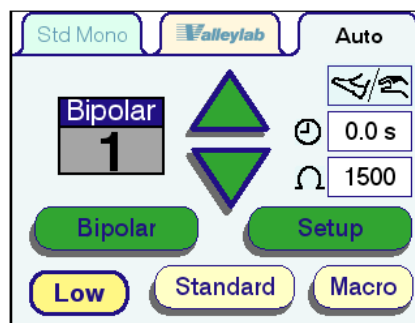 Std Mono Valleylab Auto
Bipolar
1
0.0 s
Ω 1500
Bipolar Setup
Low Standard Macro